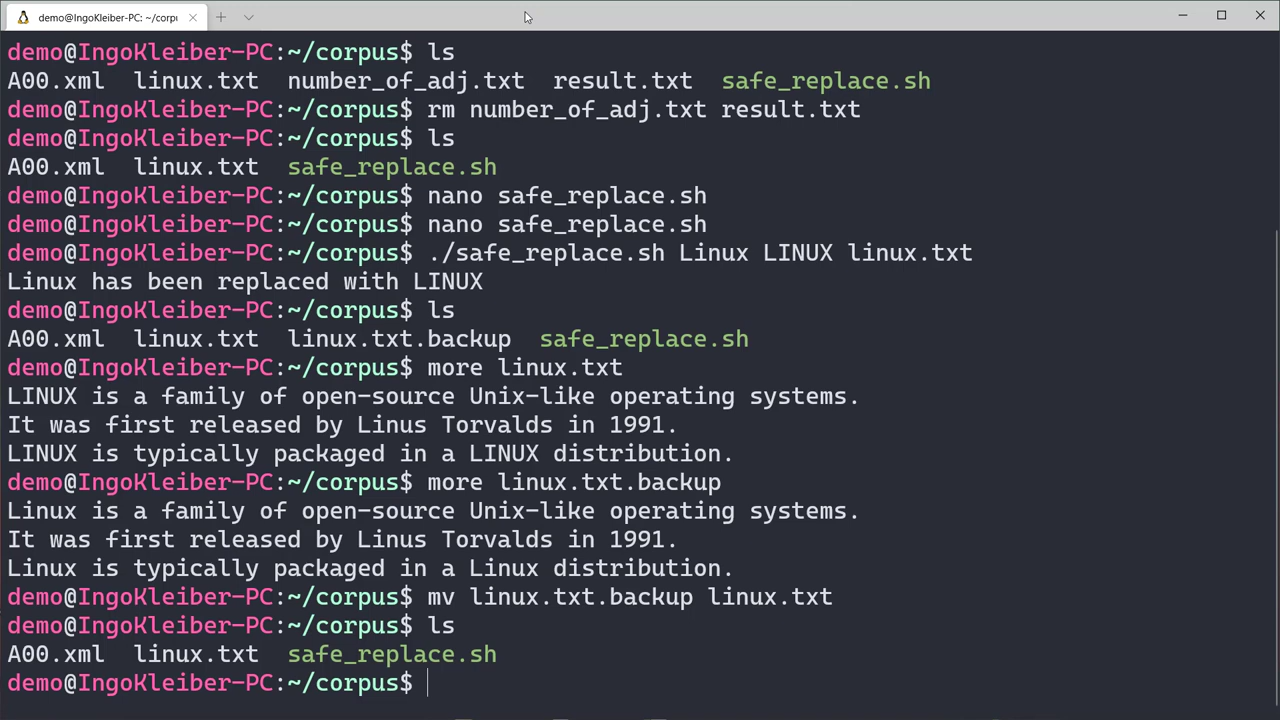 demo@IngoKleiber-PC: ~/corpu
demo@IngoKleiber-PC:~/corpus$ ls
A00.xml  linux.txt  number_of_adj.txt  result.txt  safe_replace.sh
demo@IngoKleiber-PC:~/corpus$ rm number_of_adj.txt result.txt
demo@IngoKleiber-PC:~/corpus$ ls
A00.xml  linux.txt  safe_replace.sh
demo@IngoKleiber-PC:~/corpus$ nano safe_replace.sh
demo@IngoKleiber-PC:~/corpus$ nano safe_replace.sh
demo@IngoKleiber-PC:~/corpus$ ./safe_replace.sh Linux LINUX linux.txt
Linux has been replaced with LINUX
demo@IngoKleiber-PC:~/corpus$ ls
A00.xml  linux.txt  linux.txt.backup  safe_replace.sh
demo@IngoKleiber-PC:~/corpus$ more linux.txt
LINUX is a family of open-source Unix-like operating systems.
It was first released by Linus Torvalds in 1991.
LINUX is typically packaged in a LINUX distribution.
demo@IngoKleiber-PC:~/corpus$ more linux.txt.backup
Linux is a family of open-source Unix-like operating systems.
It was first released by Linus Torvalds in 1991.
Linux is typically packaged in a Linux distribution.
demo@IngoKleiber-PC:~/corpus$ mv linux.txt.backup linux.txt
demo@IngoKleiber-PC:~/corpus$ ls
A00.xml  linux.txt  safe_replace.sh
demo@IngoKleiber-PC:~/corpus$